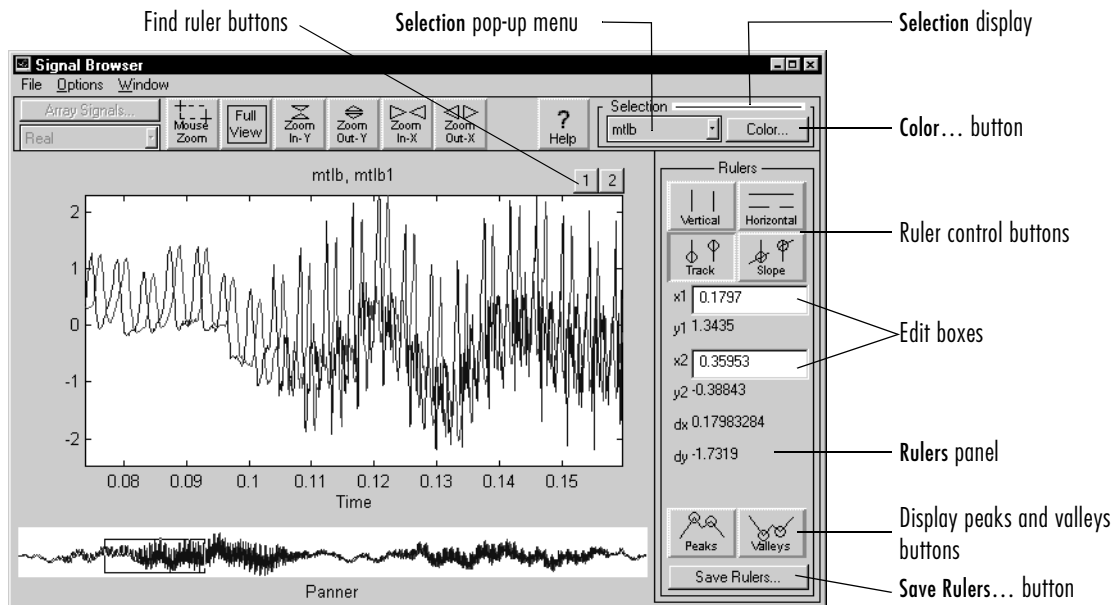 Find ruler buttons
Selection pop-up menu
Selection display
Signal Browser
File Options Window
Array Signals...
Real
Mouse
Zoom
Full
View
Zoom
In-Y
Zoom
Out-Y
Zoom
In-X
Zoom
Out-X
?
Help
Selection
mtlb
Color...
Color… button
mtlb, mtlb1
1 2
Rulers
Vertical
Horizontal
Track
Slope
Ruler control buttons
x1 0.1797
y1 1.3435
x2 0.35953
y2 -0.38843
dx 0.17983284
dy -1.7319
Edit boxes
Rulers panel
2
1
0
-1
-2
0.08 0.09 0.1 0.11 0.12 0.13 0.14 0.15
Time
Peaks
Valleys
Display peaks and valleys
buttons
Panner
Save Rulers...
Save Rulers… button